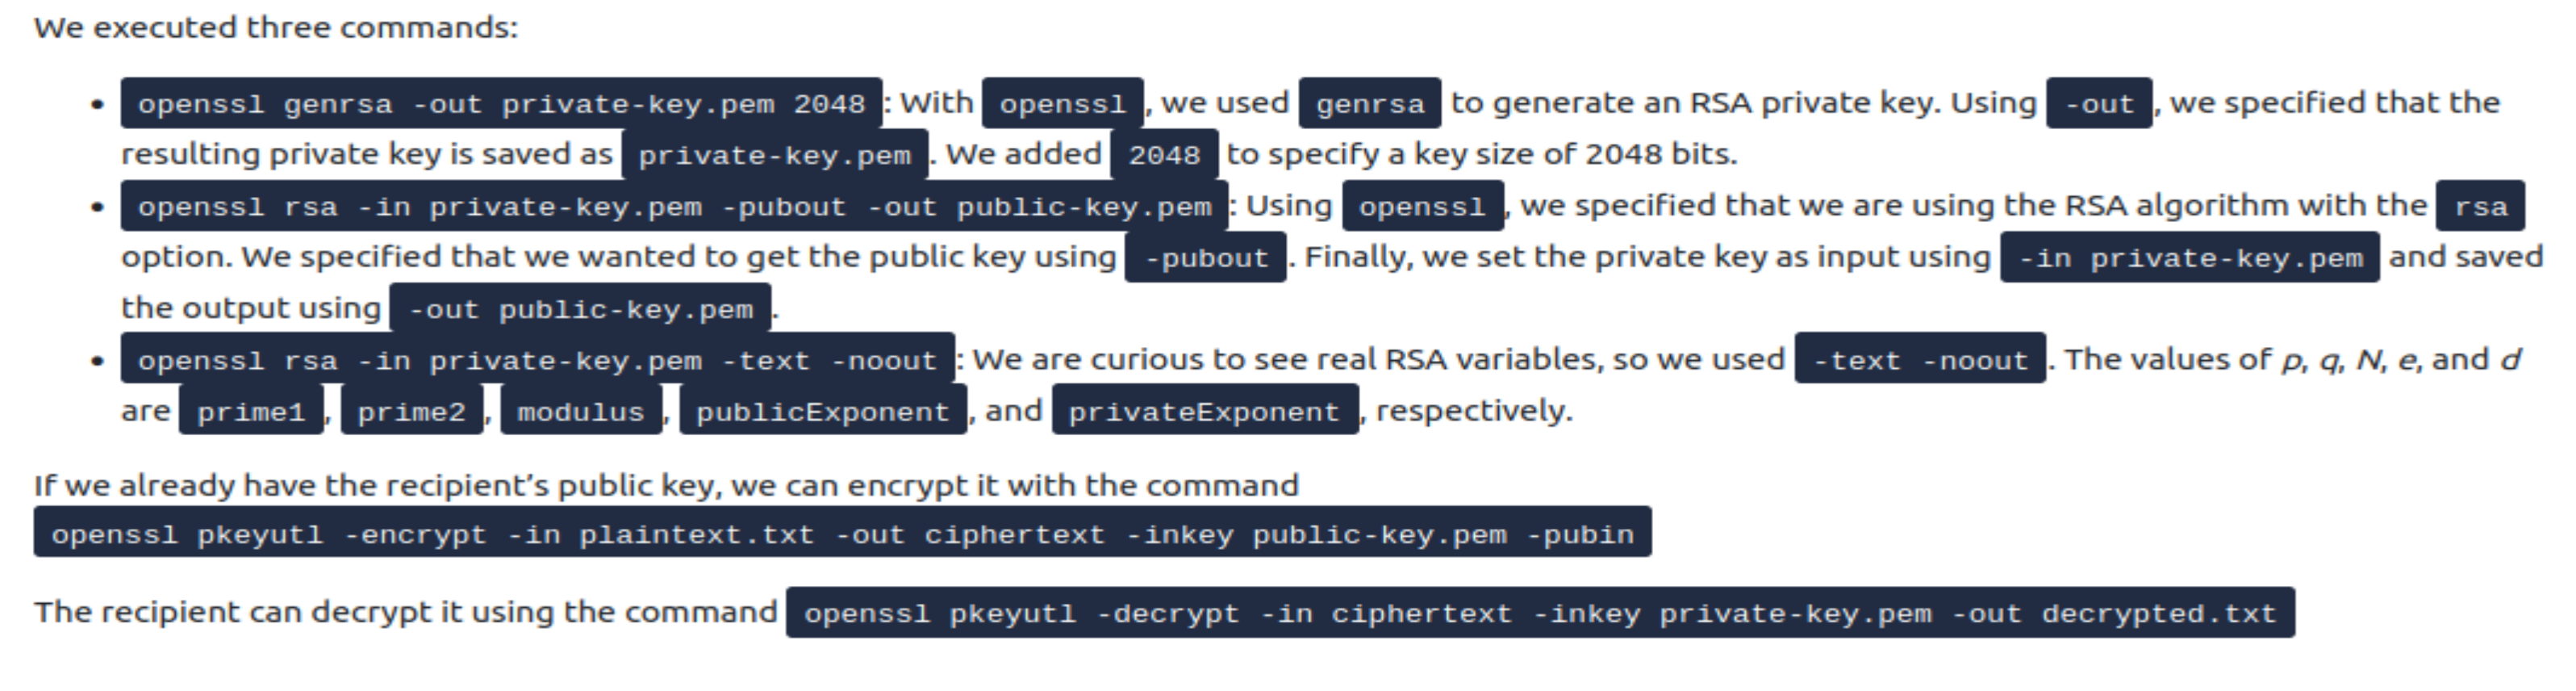 We executed three commands:
• openssl genrsa -out private-key.pem 2048 : With openssl , we used genrsa to generate an RSA private key. Using -out , we specified that the
resulting private key is saved as private-key.pem . We added 2048 to specify a key size of 2048 bits.
• openssl rsa -in private-key.pem -pubout -out public-key.pem : Using openssl , we specified that we are using the RSA algorithm with the rsa
option. We specified that we wanted to get the public key using -pubout . Finally, we set the private key as input using -in private-key.pem and saved
the output using -out public-key.pem .
• openssl rsa -in private-key.pem -text -noout : We are curious to see real RSA variables, so we used -text -noout . The values of p, q, N, e, and d
are prime1 , prime2 , modulus , publicExponent , and privateExponent , respectively.
If we already have the recipient’s public key, we can encrypt it with the command
openssl pkeyutl -encrypt -in plaintext.txt -out ciphertext -inkey public-key.pem -pubin
The recipient can decrypt it using the command openssl pkeyutl -decrypt -in ciphertext -inkey private-key.pem -out decrypted.txt